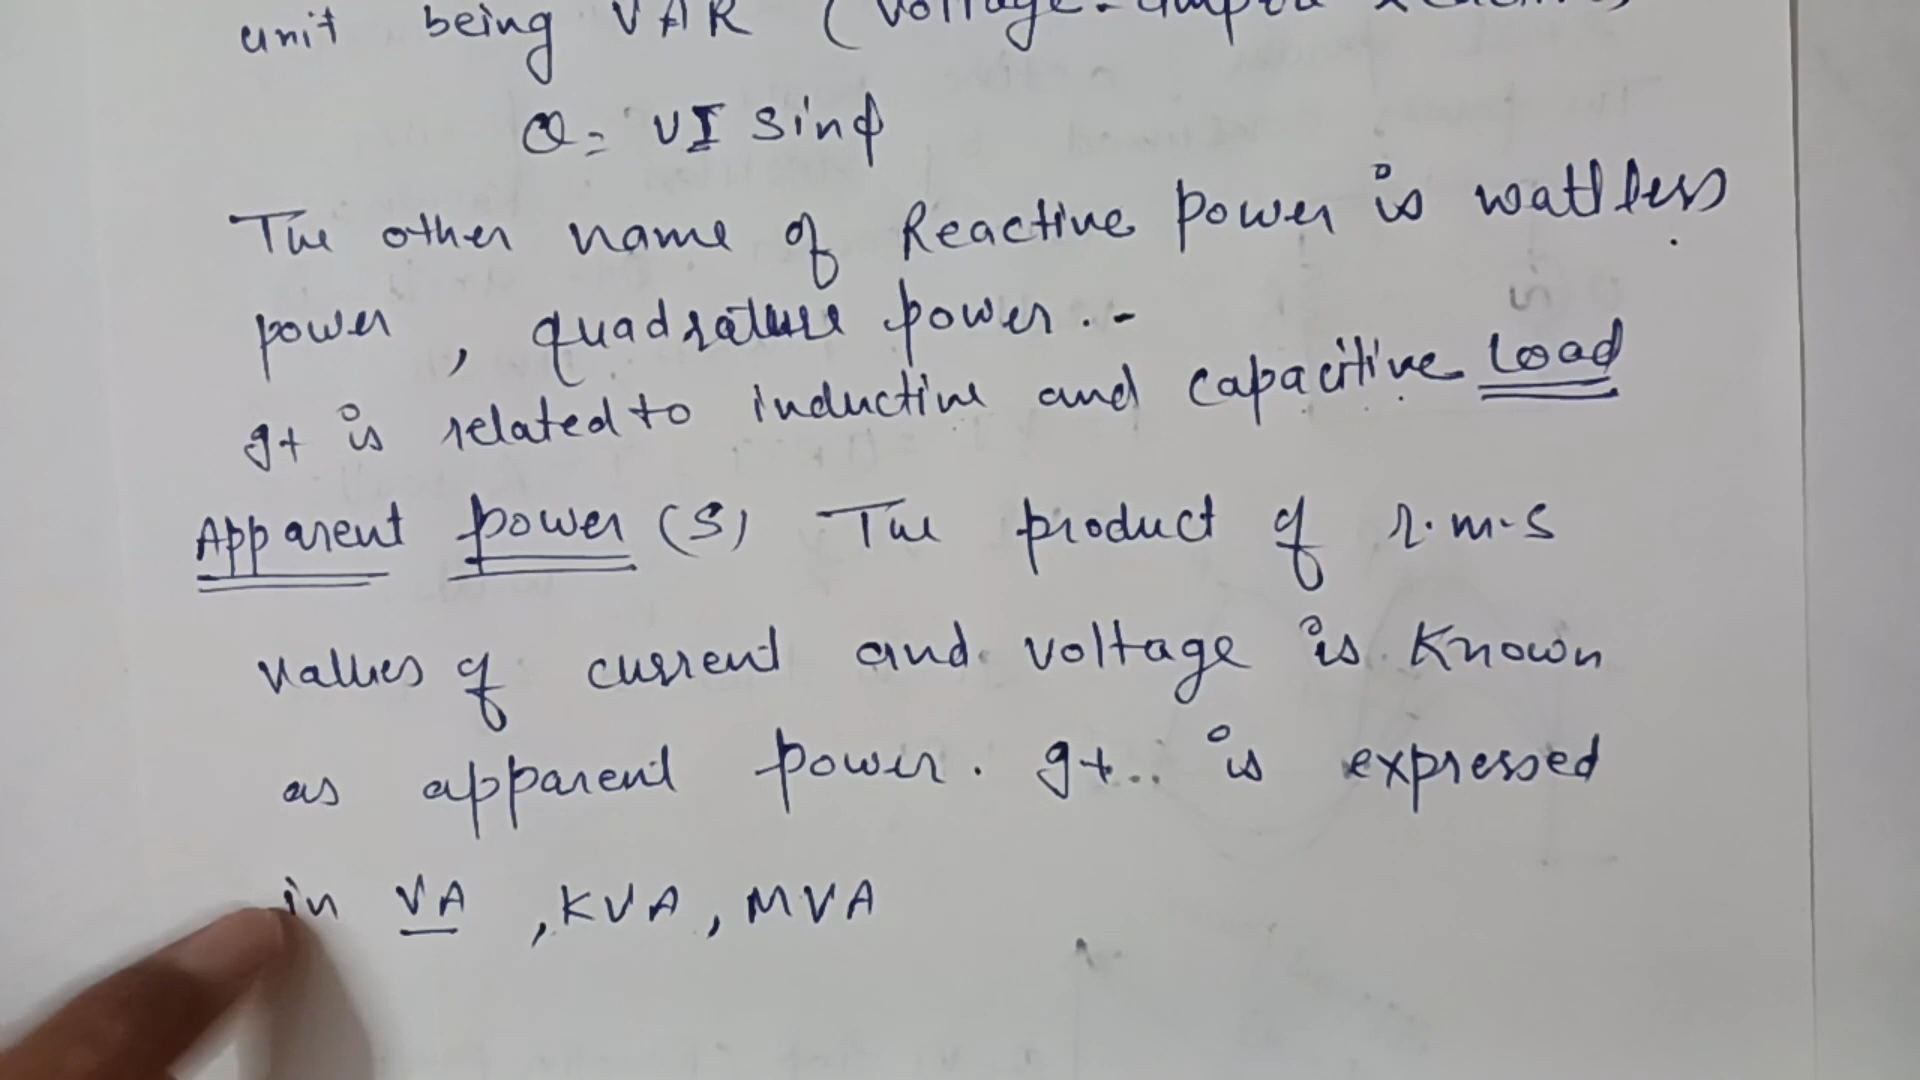 unit being VAR (Voltage-
Q = VI sinϕ
The other name of Reactive power is wattless
power, quadrature power.
It is related to inductive and capacitive Load
Apparent power (S) The product of r.m.s
values of current and voltage is known
as apparent power. It is expressed
in VA, KVA, MVA